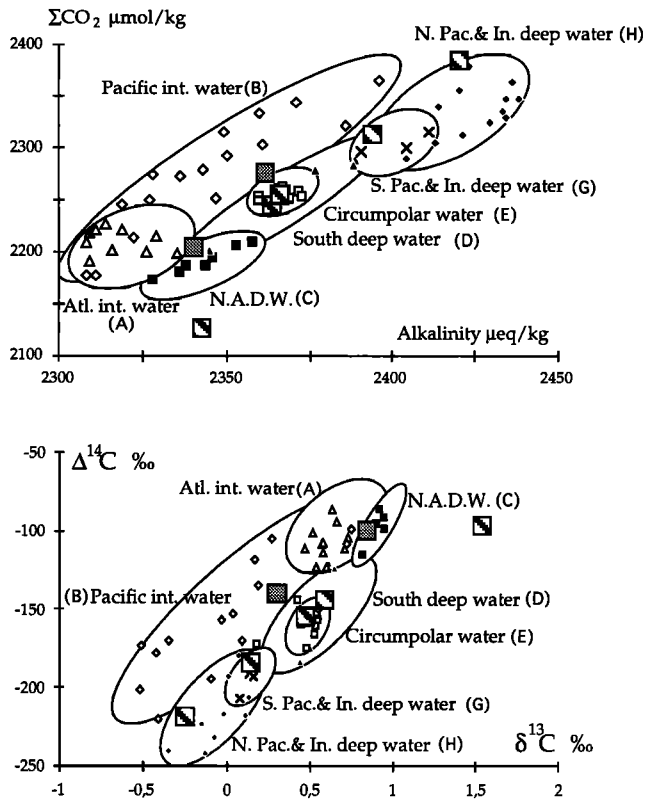 ΣCO₂ μmol/kg
2400
N. Pac.& In. deep water (H)
Pacific int. water (B)
2300
S. Pac.& In. deep water (G)
Circumpolar water (E)
South deep water (D)
2200
N.A.D.W. (C)
Atl. int. water
(A)
Alkalinity μeq/kg
2100
2300 2350 2400 2450
-50
Δ¹⁴C ‰
Atl. int. water (A)
N.A.D.W. (C)
-100
(B) Pacific int. water
South deep water (D)
-150
Circumpolar water (E)
-200
S. Pac.& In. deep water (G)
N. Pac.& In. deep water (H)
δ¹³C ‰
-250
-1 -0,5 0 0,5 1 1,5 2